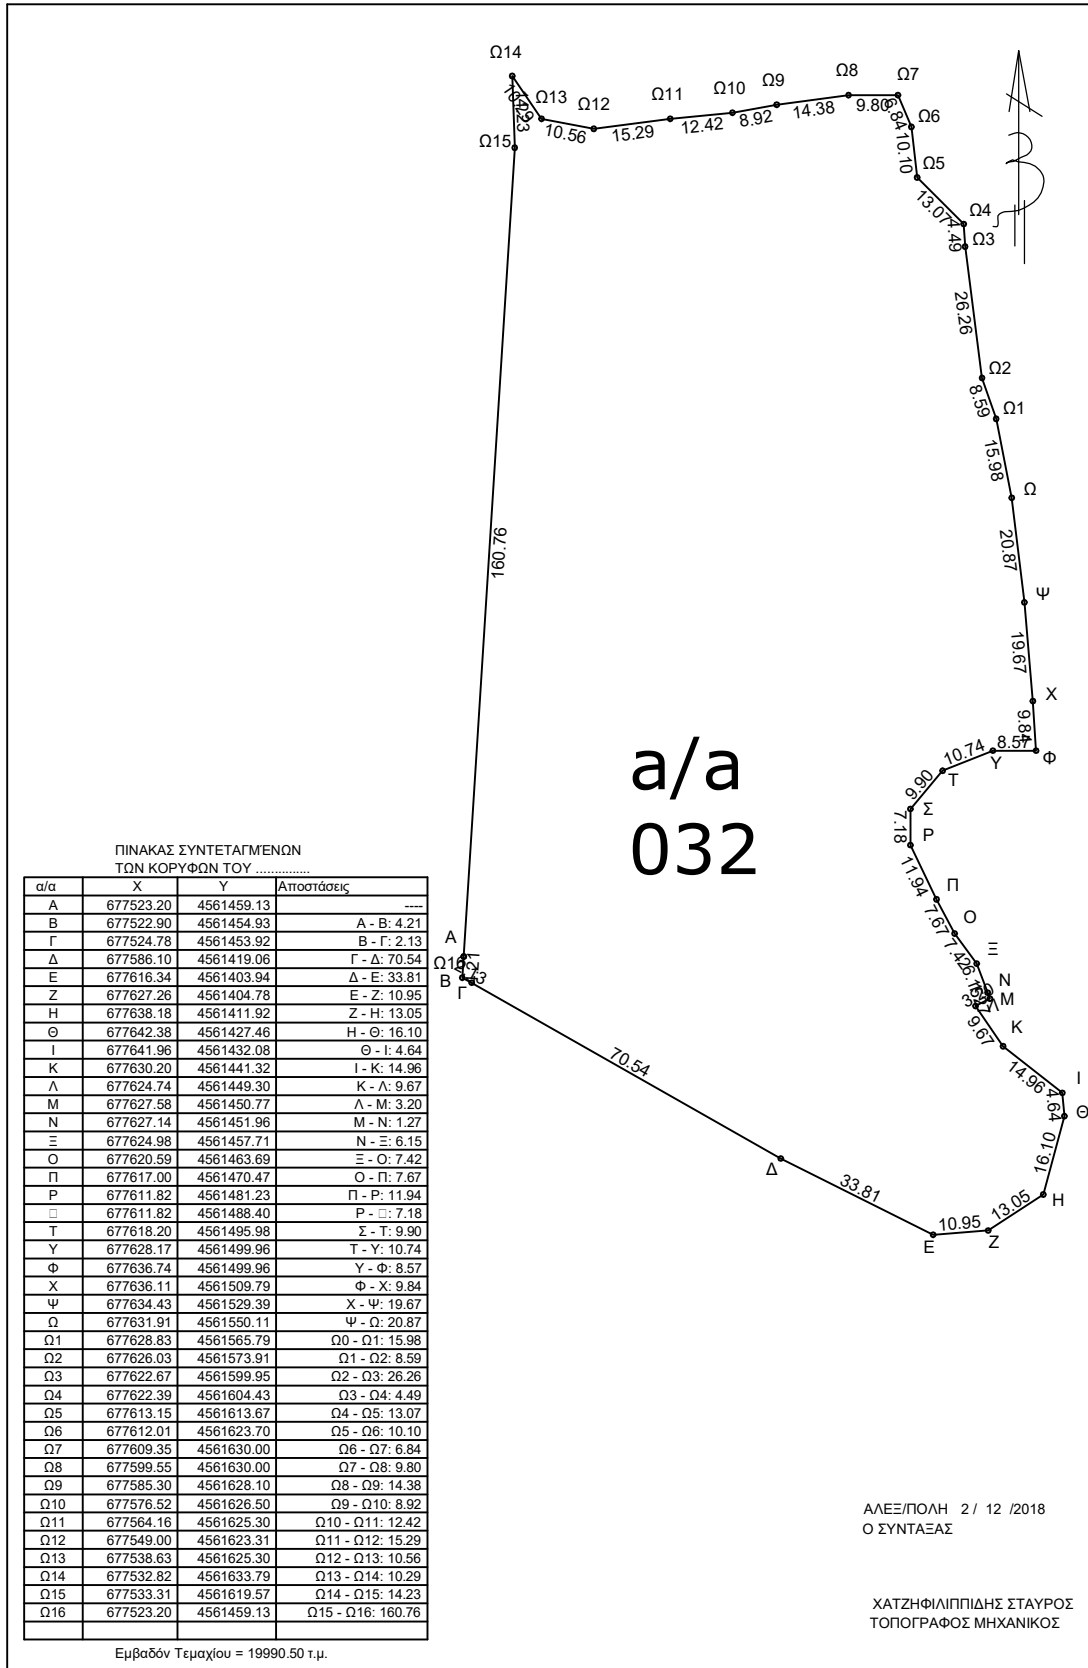 Ω14
Ω13
Ω12
Ω11
Ω10
Ω9
Ω8
Ω7
Ω6
Ω15
Ω5
Ω4
Ω3
Ω2
Ω1
Ω
Ψ
Χ
Φ
Υ
Τ
Σ
Ρ
Π
Ο
Ξ
Ν
Μ
Λ
Κ
Ι
Θ
Η
Ζ
Ε
Δ
Γ
Β
Α
Ω16
10.29
14.23
10.56
15.29
12.42
8.92
14.38
9.80
6.84
10.10
13.07
4.49
26.26
8.59
15.98
20.87
19.67
9.84
8.57
10.74
9.90
7.18
11.94
7.67
7.42
6.15
9.67
14.96
4.64
16.10
13.05
10.95
33.81
70.54
160.76
a/a
032
ΠΙΝΑΚΑΣ ΣΥΝΤΕΤΑΓΜΈΝΩΝ
ΤΩΝ ΚΟΡΥΦΩΝ ΤΟΥ ..............
α/α Χ Υ Αποστάσεις
Α 677523.20 4561459.13 ----
Β 677522.90 4561454.93 Α - Β: 4.21
Γ 677524.78 4561453.92 Β - Γ: 2.13
Δ 677586.10 4561419.06 Γ - Δ: 70.54
Ε 677616.34 4561403.94 Δ - Ε: 33.81
Ζ 677627.26 4561404.78 Ε - Ζ: 10.95
Η 677638.18 4561411.92 Ζ - Η: 13.05
Θ 677642.38 4561427.46 Η - Θ: 16.10
Ι 677641.96 4561432.08 Θ - Ι: 4.64
Κ 677630.20 4561441.32 Ι - Κ: 14.96
Λ 677624.74 4561449.30 Κ - Λ: 9.67
Μ 677627.58 4561450.77 Λ - Μ: 3.20
Ν 677627.14 4561451.96 Μ - Ν: 1.27
Ξ 677624.98 4561457.71 Ν - Ξ: 6.15
Ο 677620.59 4561463.69 Ξ - Ο: 7.42
Π 677617.00 4561470.47 Ο - Π: 7.67
Ρ 677611.82 4561481.23 Π - Ρ: 11.94
□ 677611.82 4561488.40 Ρ - □: 7.18
Τ 677618.20 4561495.98 Σ - Τ: 9.90
Υ 677628.17 4561499.96 Τ - Υ: 10.74
Φ 677636.74 4561499.96 Υ - Φ: 8.57
Χ 677636.11 4561509.79 Φ - Χ: 9.84
Ψ 677634.43 4561529.39 Χ - Ψ: 19.67
Ω 677631.91 4561550.11 Ψ - Ω: 20.87
Ω1 677628.83 4561565.79 Ω0 - Ω1: 15.98
Ω2 677626.03 4561573.91 Ω1 - Ω2: 8.59
Ω3 677622.67 4561599.95 Ω2 - Ω3: 26.26
Ω4 677622.39 4561604.43 Ω3 - Ω4: 4.49
Ω5 677613.15 4561613.67 Ω4 - Ω5: 13.07
Ω6 677612.01 4561623.70 Ω5 - Ω6: 10.10
Ω7 677609.35 4561630.00 Ω6 - Ω7: 6.84
Ω8 677599.55 4561630.00 Ω7 - Ω8: 9.80
Ω9 677585.30 4561628.10 Ω8 - Ω9: 14.38
Ω10 677576.52 4561626.50 Ω9 - Ω10: 8.92
Ω11 677564.16 4561625.30 Ω10 - Ω11: 12.42
Ω12 677549.00 4561623.31 Ω11 - Ω12: 15.29
Ω13 677538.63 4561625.30 Ω12 - Ω13: 10.56
Ω14 677532.82 4561633.79 Ω13 - Ω14: 10.29
Ω15 677533.31 4561619.57 Ω14 - Ω15: 14.23
Ω16 677523.20 4561459.13 Ω15 - Ω16: 160.76
Εμβαδόν Τεμαχίου = 19990.50 τ.μ.
ΑΛΕΞ/ΠΟΛΗ 2 / 12 /2018
Ο ΣΥΝΤΑΞΑΣ
ΧΑΤΖΗΦΙΛΙΠΠΙΔΗΣ ΣΤΑΥΡΟΣ
ΤΟΠΟΓΡΑΦΟΣ ΜΗΧΑΝΙΚΟΣ